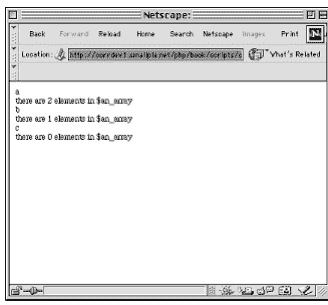 Netscape:
Back Forward Reload Home Search Netscape Images Print
Location: What's Related
a
there are 2 elements in $an_array
b
there are 1 elements in $an_array
c
there are 0 elements in $an_array